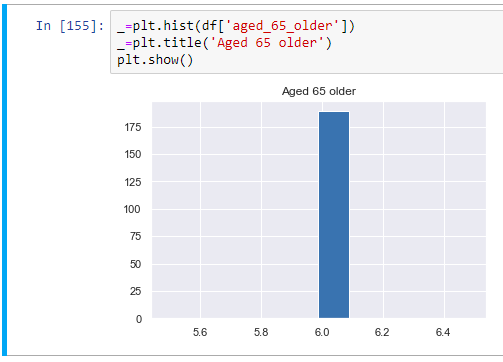 In [155]: _=plt.hist(df['aged_65_older'])
_=plt.title('Aged 65 older')
plt.show()
Aged 65 older
175
150
125
100
75
50
25
0
5.6 5.8 6.0 6.2 6.4